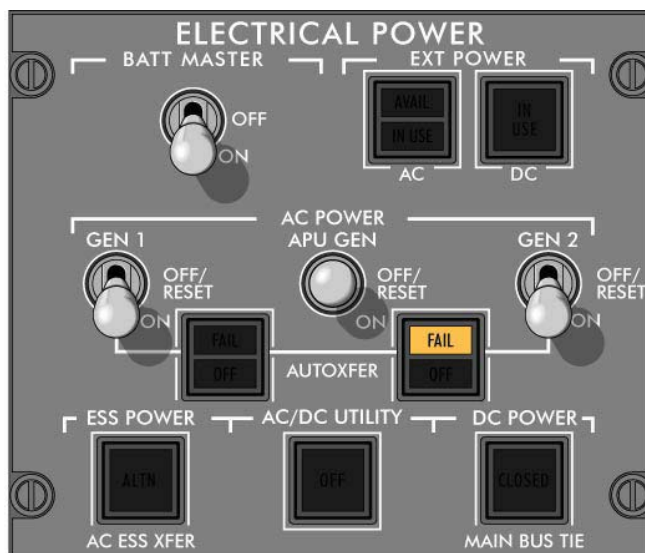 ELECTRICAL POWER
BATT MASTER
EXT POWER
OFF
ON
AVAIL
IN USE
IN
USE
AC
DC
AC POWER
GEN 1
APU GEN
GEN 2
OFF/
RESET
ON
OFF/
RESET
ON
OFF/
RESET
ON
FAIL
OFF
AUTOXFER
FAIL
OFF
ESS POWER
AC/DC UTILITY
DC POWER
ALTN
OFF
CLOSED
AC ESS XFER
MAIN BUS TIE